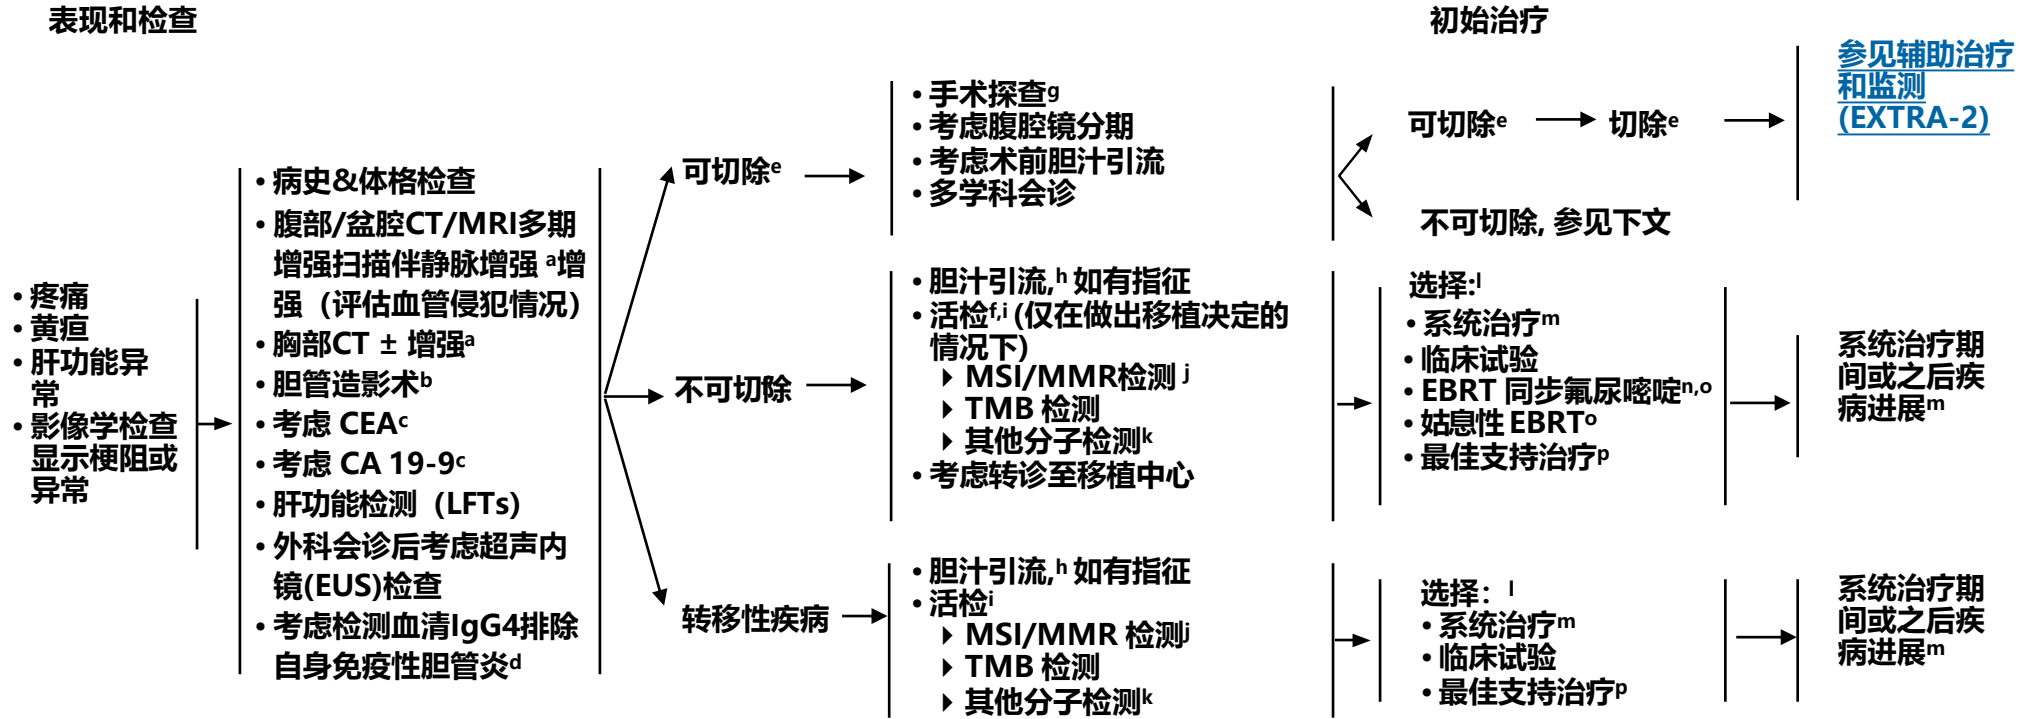 表现和检查
初始治疗
• 疼痛
• 黄疸
• 肝功能异
常
• 影像学检查
显示梗阻或
异常
• 病史&体格检查
• 腹部/盆腔CT/MRI多期
增强扫描伴静脉增强 ᵃ增
强（评估血管侵犯情况）
• 胸部CT ± 增强ᵃ
• 胆管造影术ᵇ
• 考虑 CEAᶜ
• 考虑 CA 19-9ᶜ
• 肝功能检测（LFTs）
• 外科会诊后考虑超声内
镜(EUS)检查
• 考虑检测血清IgG4排除
自身免疫性胆管炎ᵈ
可切除ᵉ
• 手术探查ᵍ
• 考虑腹腔镜分期
• 考虑术前胆汁引流
• 多学科会诊
可切除ᵉ
切除ᵉ
参见辅助治疗
和监测
(EXTRA-2)
不可切除, 参见下文
不可切除
• 胆汁引流,ʰ 如有指征
• 活检ᶠ,ⁱ (仅在做出移植决定的
情况下)
▸ MSI/MMR检测 ʲ
▸ TMB 检测
▸ 其他分子检测ᵏ
• 考虑转诊至移植中心
选择:ˡ
• 系统治疗ᵐ
• 临床试验
• EBRT 同步氟尿嘧啶ⁿ,ᵒ
• 姑息性 EBRTᵒ
• 最佳支持治疗ᵖ
系统治疗期
间或之后疾
病进展ᵐ
转移性疾病
• 胆汁引流,ʰ 如有指征
• 活检ⁱ
▸ MSI/MMR 检测ʲ
▸ TMB 检测
▸ 其他分子检测ᵏ
选择： ˡ
• 系统治疗ᵐ
• 临床试验
• 最佳支持治疗ᵖ
系统治疗期
间或之后疾
病进展ᵐ